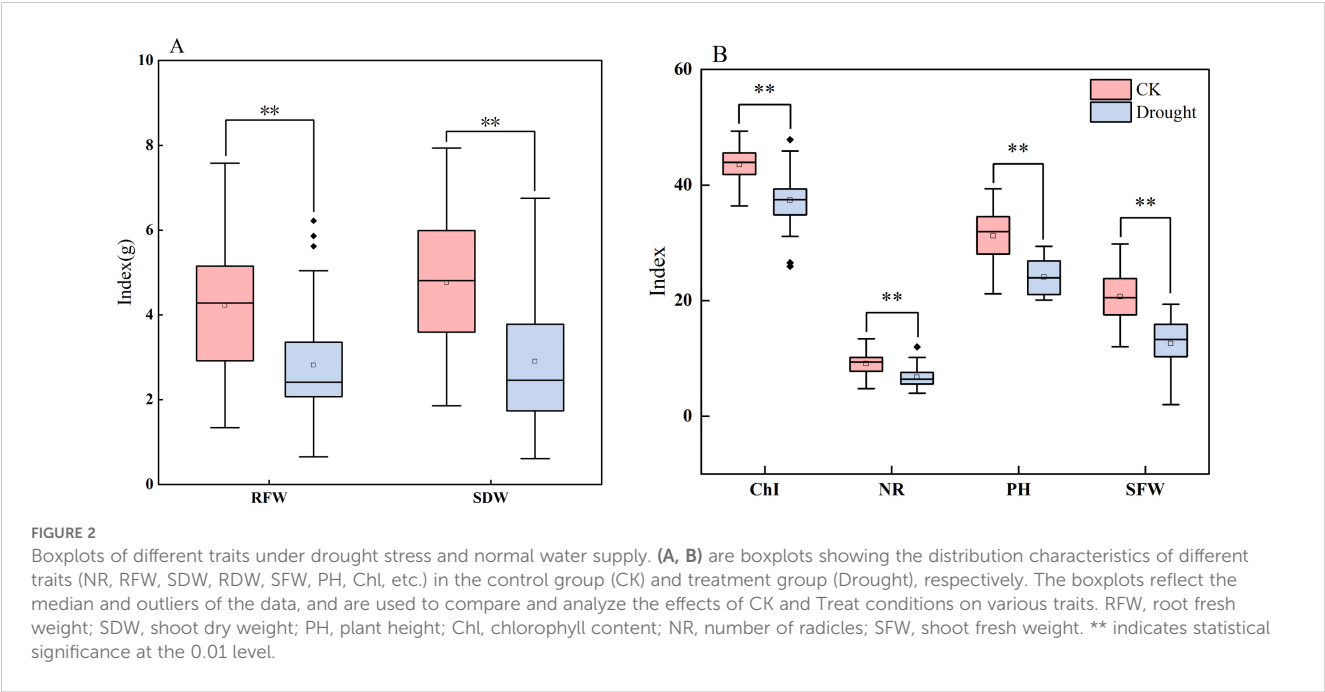 A
10
8
6
4
2
0
Index(g)
**
**
RFW
SDW
B
60
40
20
0
Index
**
**
**
**
CK
Drought
ChI
NR
PH
SFW
FIGURE 2
Boxplots of different traits under drought stress and normal water supply. (A, B) are boxplots showing the distribution characteristics of different
traits (NR, RFW, SDW, RDW, SFW, PH, Chl, etc.) in the control group (CK) and treatment group (Drought), respectively. The boxplots reflect the
median and outliers of the data, and are used to compare and analyze the effects of CK and Treat conditions on various traits. RFW, root fresh
weight; SDW, shoot dry weight; PH, plant height; Chl, chlorophyll content; NR, number of radicles; SFW, shoot fresh weight. ** indicates statistical
significance at the 0.01 level.